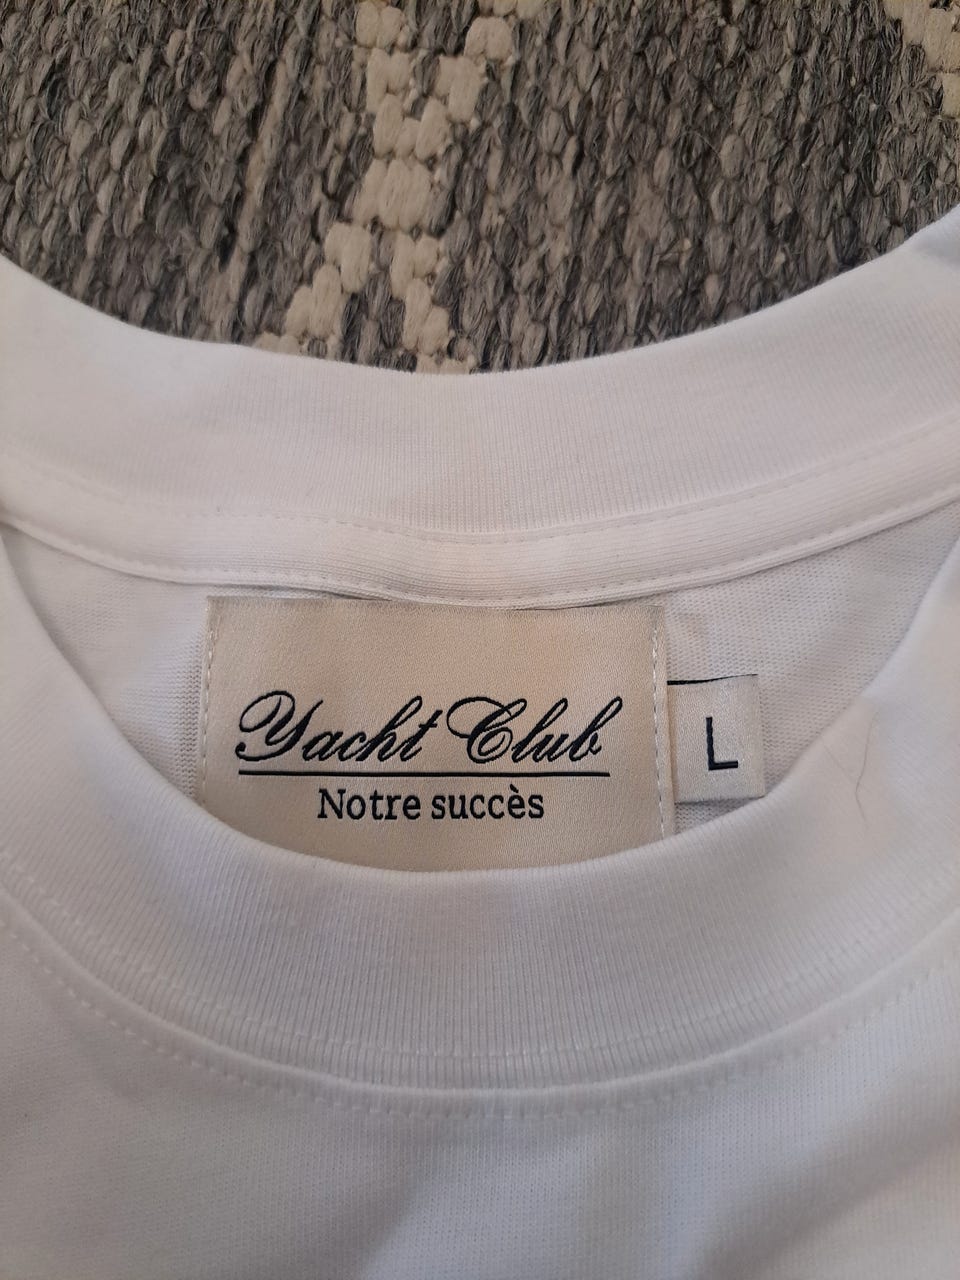 Yacht Club
Notre succès
L